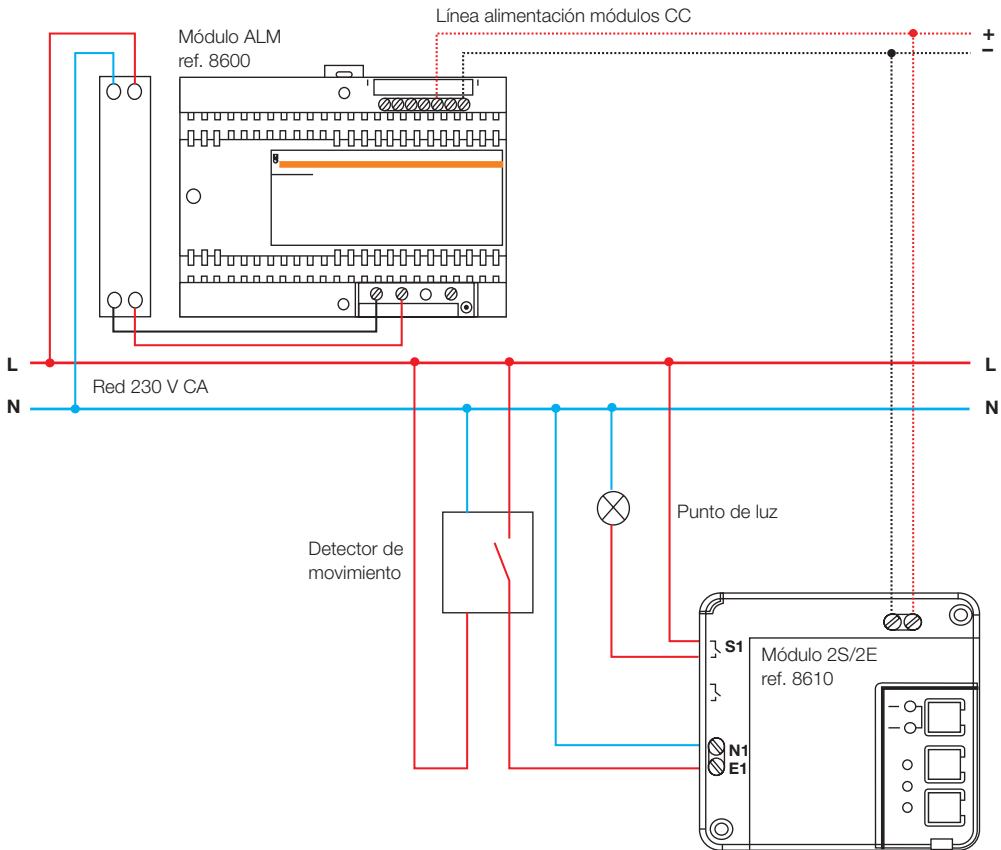 Línea alimentación módulos CC
Módulo ALM
ref. 8600
+
−
L
L
Red 230 V CA
N
N
Punto de luz
Detector de
movimiento
S1
Módulo 2S/2E
ref. 8610
N1
E1